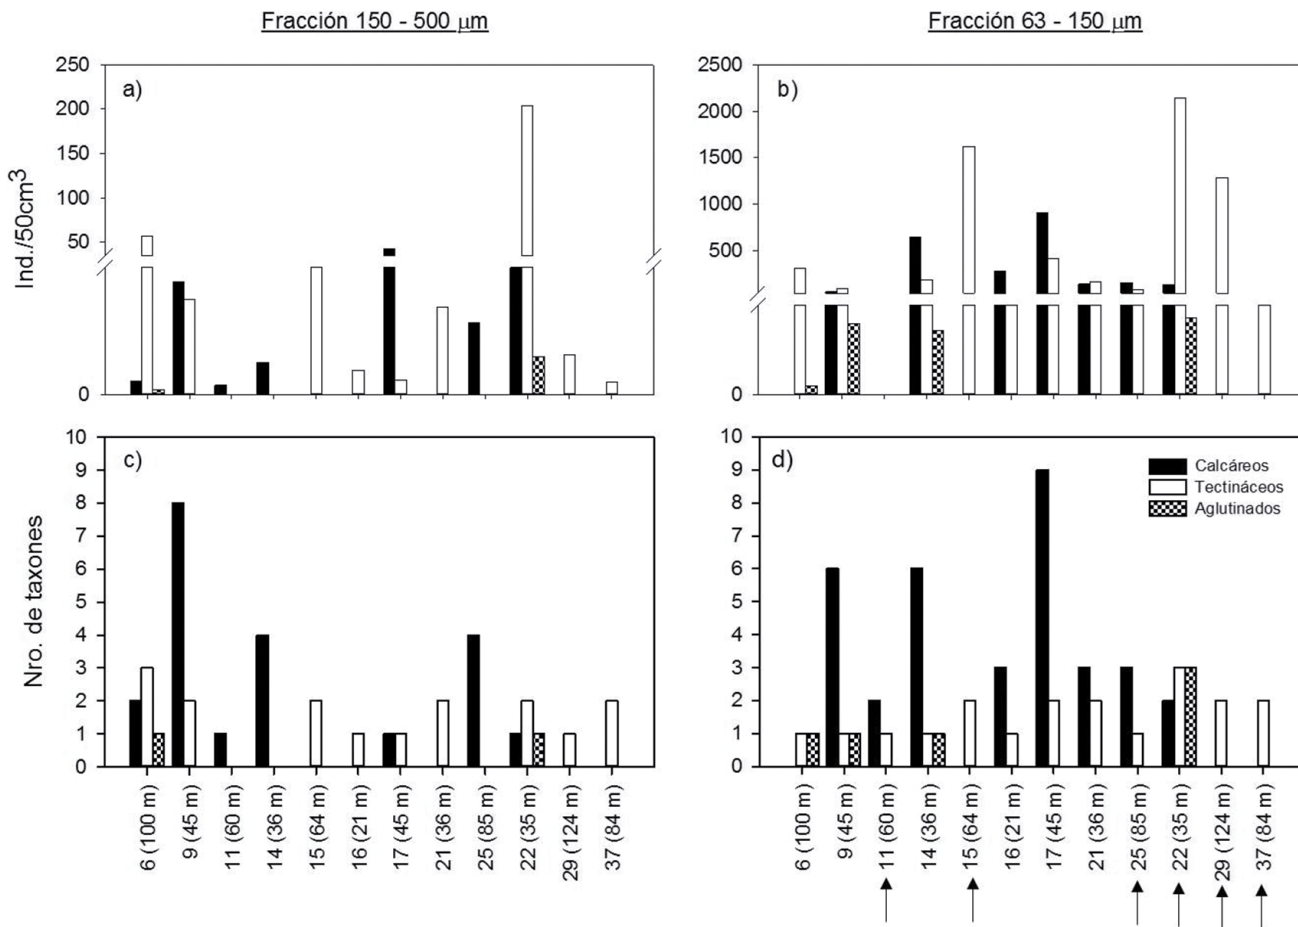 Fracción 150 - 500 µm
Fracción 63 - 150 µm
a)
250
200
150
100
50
0
Ind./50cm³
b)
2500
2000
1500
1000
500
0
c)
10
9
8
7
6
5
4
3
2
1
0
Nro. de taxones
6 (100 m)
9 (45 m)
11 (60 m)
14 (36 m)
15 (64 m)
16 (21 m)
17 (45 m)
21 (36 m)
25 (85 m)
22 (35 m)
29 (124 m)
37 (84 m)
d)
10
9
8
7
6
5
4
3
2
1
0
Calcáreos
Tectináceos
Aglutinados
6 (100 m)
9 (45 m)
11 (60 m)
14 (36 m)
15 (64 m)
16 (21 m)
17 (45 m)
21 (36 m)
25 (85 m)
22 (35 m)
29 (124 m)
37 (84 m)